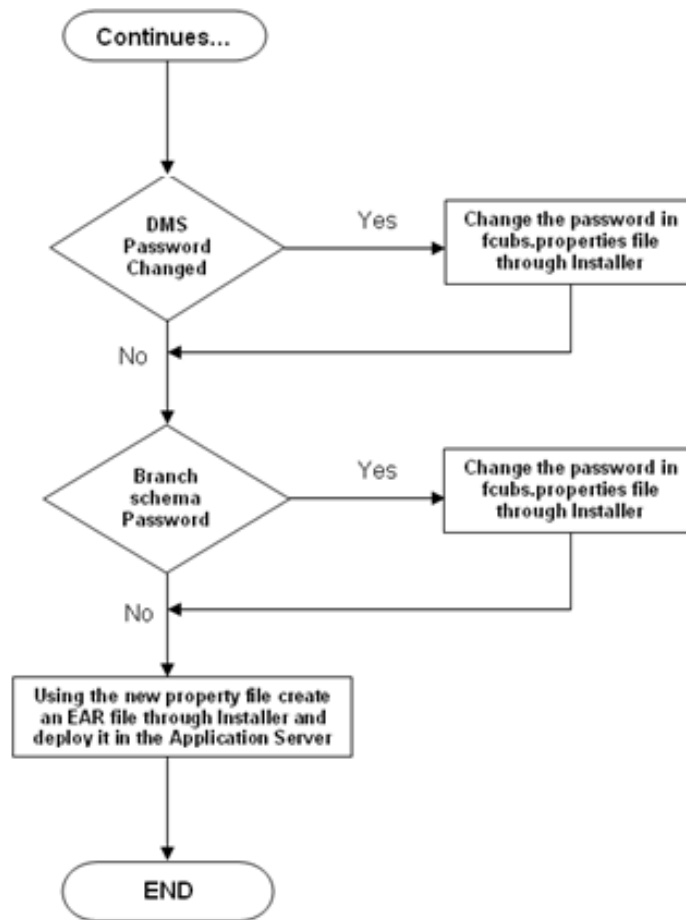 Continues...
DMS
Password
Changed
Yes
Change the password in
fcubs.properties file
through Installer
No
Branch
schema
Password
Yes
Change the password in
fcubs.properties file
through Installer
No
Using the new property file create
an EAR file through Installer and
deploy it in the Application Server
END